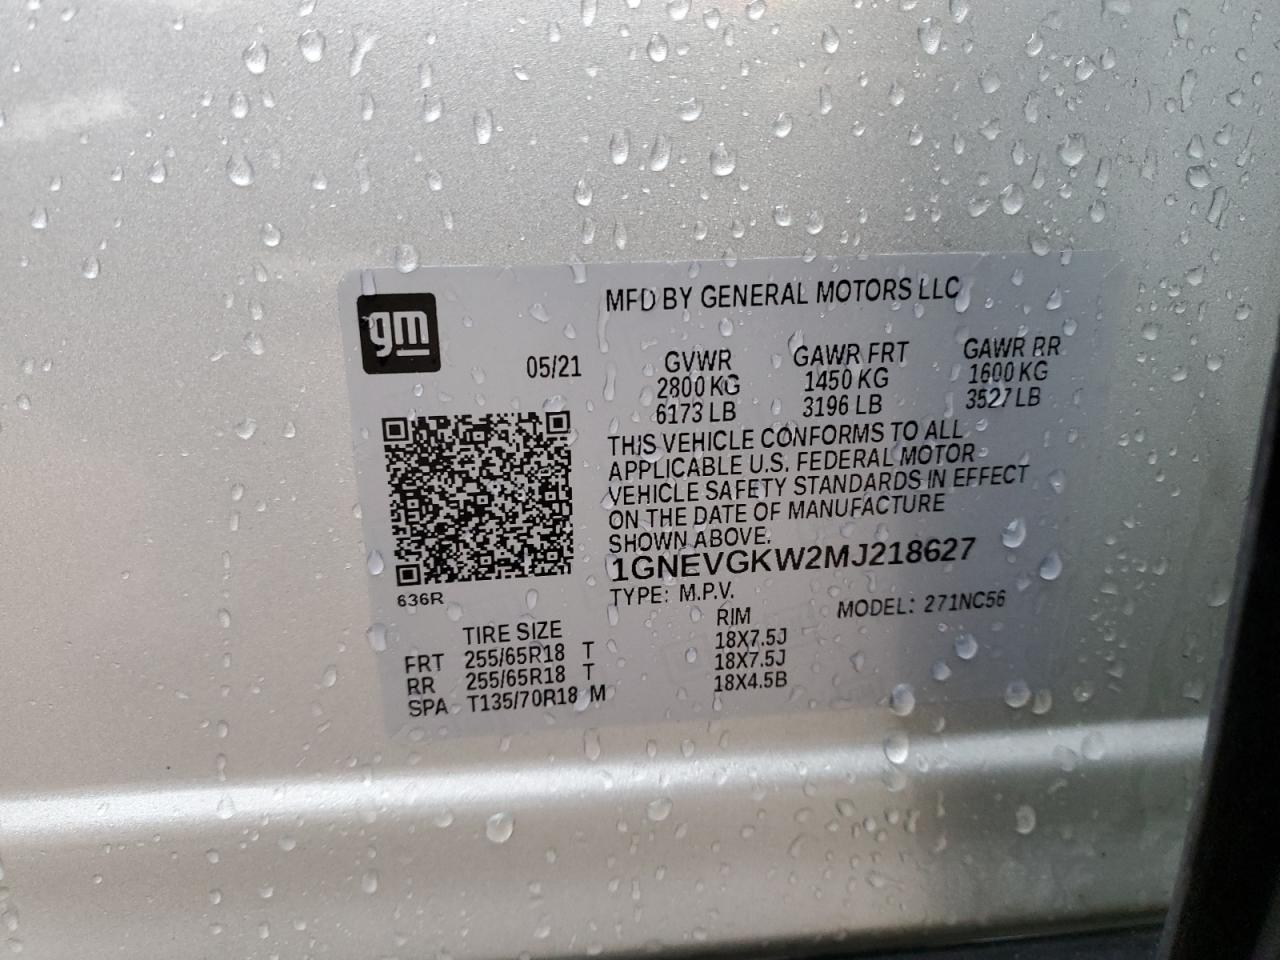 gm
MFD BY GENERAL MOTORS LLC
05/21 GVWR GAWR FRT GAWR RR
2800 KG 1450 KG 1600 KG
6173 LB 3196 LB 3527 LB
THIS VEHICLE CONFORMS TO ALL
APPLICABLE U.S. FEDERAL MOTOR
VEHICLE SAFETY STANDARDS IN EFFECT
ON THE DATE OF MANUFACTURE
SHOWN ABOVE.
1GNEVGKW2MJ218627
636R
TYPE: M.P.V. MODEL: 271NC56
TIRE SIZE RIM
FRT 255/65R18 T 18X7.5J
RR 255/65R18 T 18X7.5J
SPA T135/70R18 M 18X4.5B